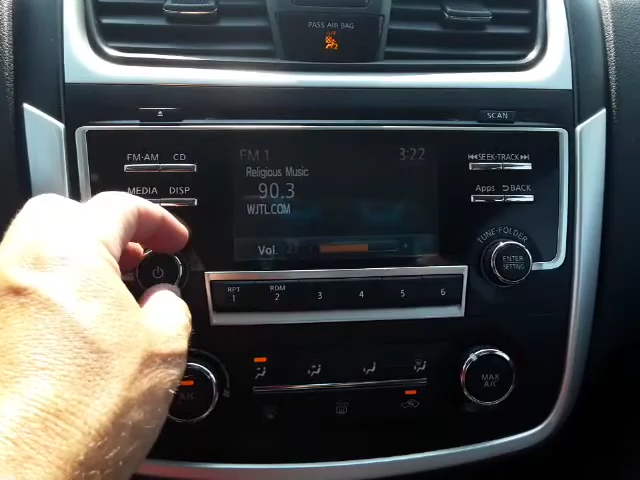 PASS AIR BAG
OFF
SCAN
FM·AM CD
SEEK·TRACK
MEDIA DISP
Apps BACK
FM 1 3:22
Religious Music
90.3
WJTL.COM
Vol.
TUNE·FOLDER
ENTER
SETTING
RPT RDM
1 2 3 4 5 6
A/C
MAX
A/C